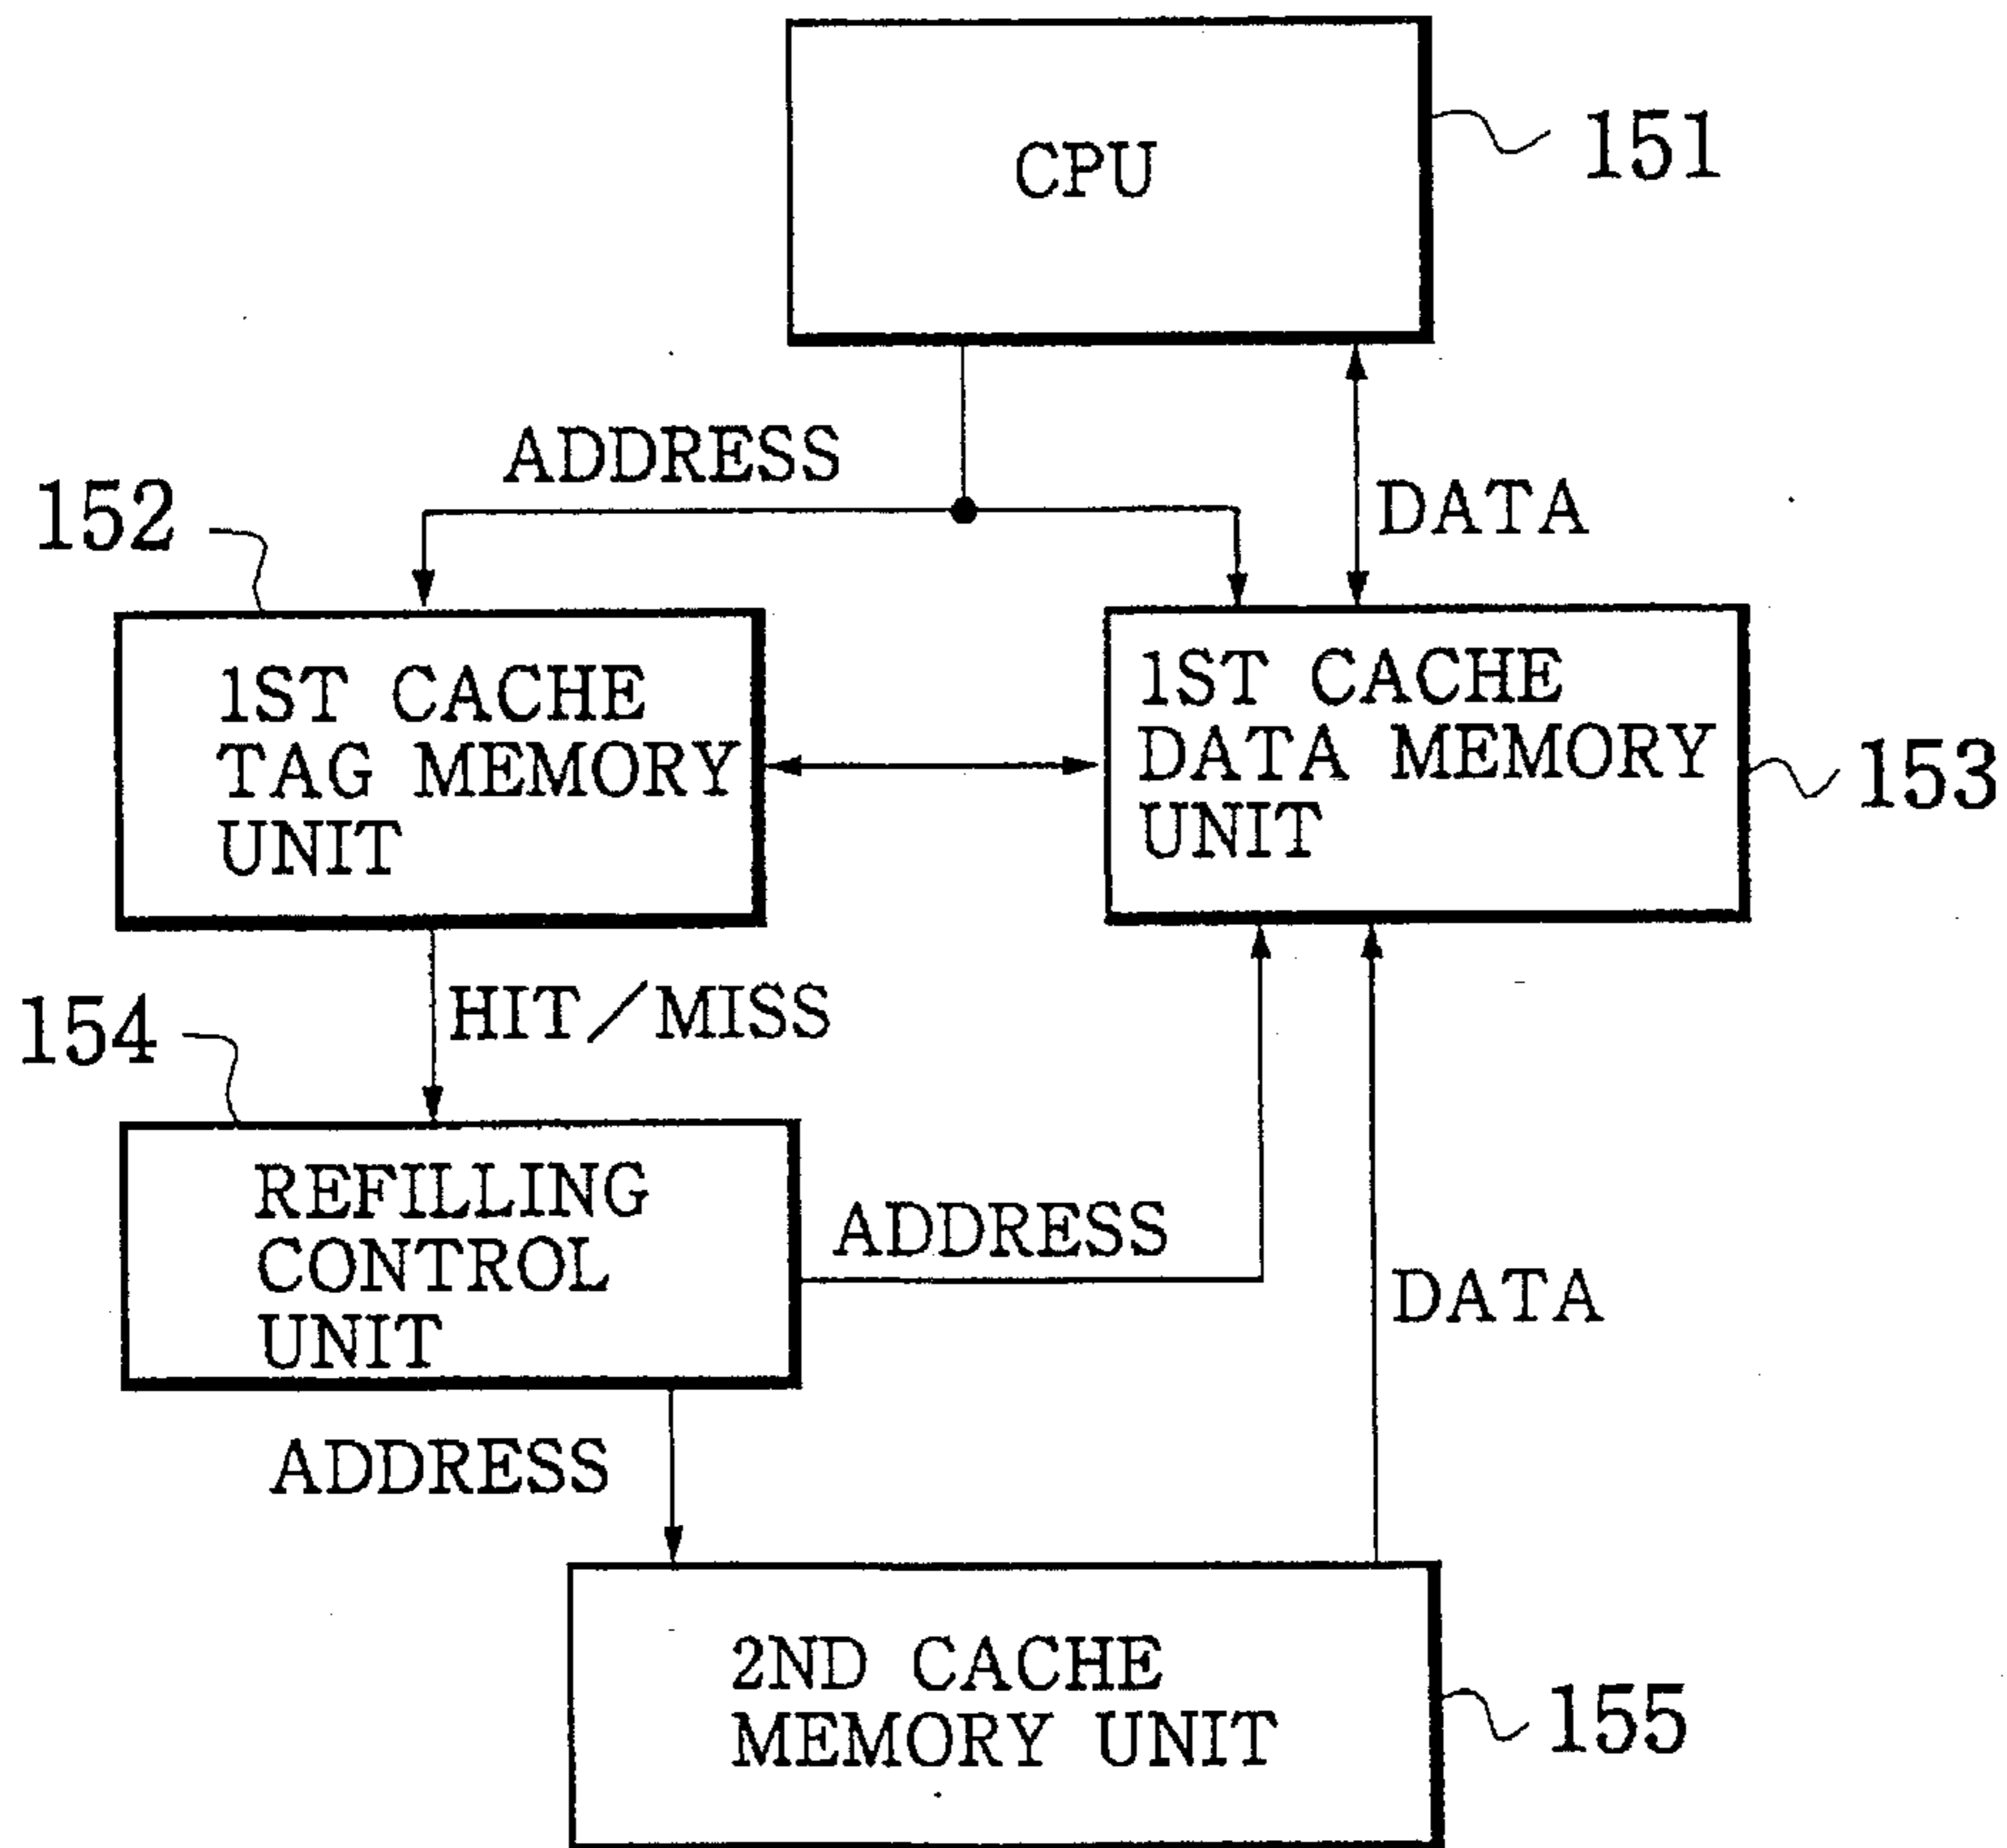 CPU
151
ADDRESS
DATA
152
1ST CACHE
TAG MEMORY
UNIT
1ST CACHE
DATA MEMORY
UNIT
153
HIT/MISS
154
REFILLING
CONTROL
UNIT
ADDRESS
DATA
ADDRESS
2ND CACHE
MEMORY UNIT
155